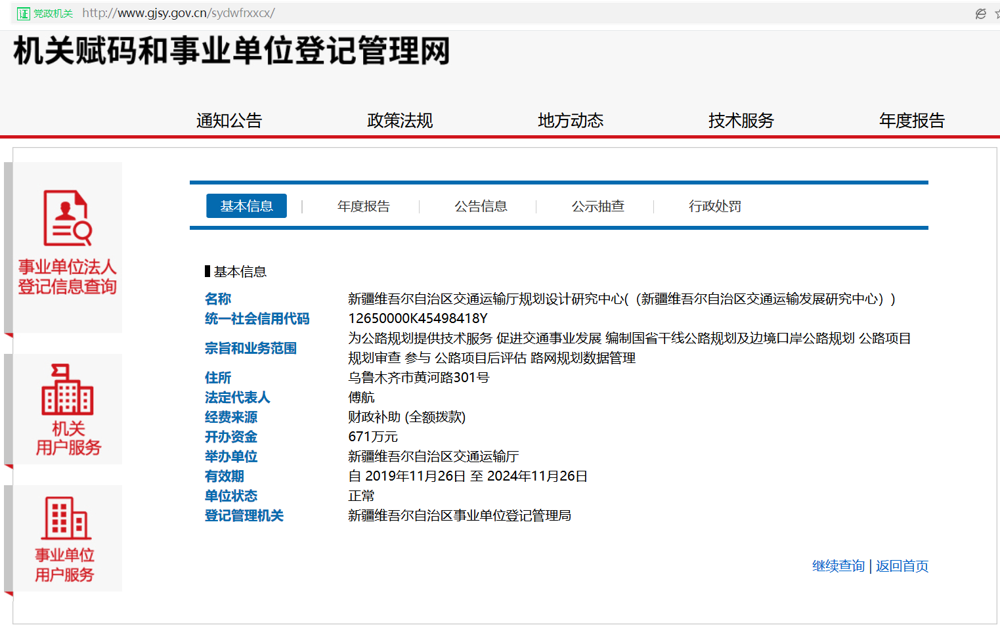 证 党政机关 http://www.gjsy.gov.cn/sydwfrxxcx/
机关赋码和事业单位登记管理网
通知公告 政策法规 地方动态 技术服务 年度报告
事业单位法人
登记信息查询
机关
用户服务
事业单位
用户服务
基本信息 | 年度报告 | 公告信息 | 公示抽查 | 行政处罚
基本信息
名称 新疆维吾尔自治区交通运输厅规划设计研究中心(（新疆维吾尔自治区交通运输发展研究中心）)
统一社会信用代码 12650000K45498418Y
宗旨和业务范围 为公路规划提供技术服务 促进交通事业发展 编制国省干线公路规划及边境口岸公路规划 公路项目
规划审查 参与 公路项目后评估 路网规划数据管理
住所 乌鲁木齐市黄河路301号
法定代表人 傅航
经费来源 财政补助 (全额拨款)
开办资金 671万元
举办单位 新疆维吾尔自治区交通运输厅
有效期 自 2019年11月26日 至 2024年11月26日
单位状态 正常
登记管理机关 新疆维吾尔自治区事业单位登记管理局
继续查询 | 返回首页